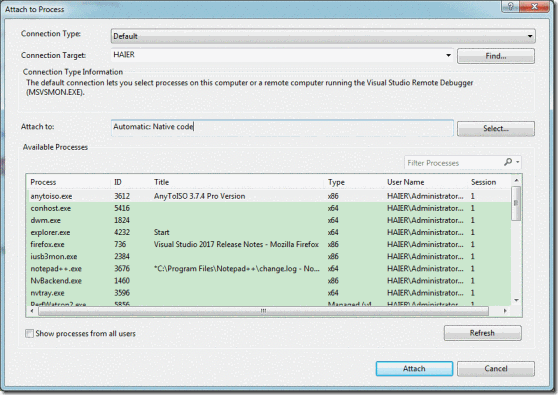 Attach to Process
Connection Type: Default
Connection Target: HAIER Find...
Connection Type Information
The default connection lets you select processes on this computer or a remote computer running the Visual Studio Remote Debugger
(MSVSMON.EXE).
Attach to: Automatic: Native code Select...
Available Processes
Filter Processes
Process ID Title Type User Name Session
anytoiso.exe 3612 AnyToISO 3.7.4 Pro Version x86 HAIER\Administrator... 1
conhost.exe 5416 x64 HAIER\Administrator... 1
dwm.exe 1824 x64 HAIER\Administrator... 1
explorer.exe 4232 Start x64 HAIER\Administrator... 1
firefox.exe 736 Visual Studio 2017 Release Notes - Mozilla Firefox x86 HAIER\Administrator... 1
iusb3mon.exe 2384 x86 HAIER\Administrator... 1
notepad++.exe 3676 *C:\Program Files\Notepad++\change.log - No... x64 HAIER\Administrator... 1
NvBackend.exe 1460 x86 HAIER\Administrator... 1
nvtray.exe 3596 x64 HAIER\Administrator... 1
PerfWatson2.exe 5856 Managed (v4 HAIER\Administrator... 1
Show processes from all users Refresh
Attach Cancel